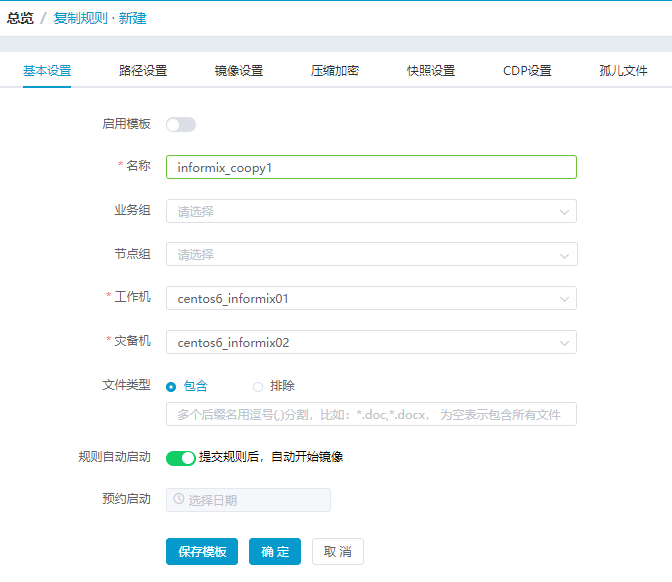 总览 / 复制规则 · 新建
基本设置 路径设置 镜像设置 压缩加密 快照设置 CDP设置 孤儿文件
启用模板
* 名称 informix_coopy1
业务组 请选择
节点组 请选择
* 工作机 centos6_informix01
* 灾备机 centos6_informix02
文件类型 包含 排除
多个后缀名用逗号(,)分割，比如：*.doc,*.docx， 为空表示包含所有文件
规则自动启动 提交规则后，自动开始镜像
预约启动 选择日期
保存模板 确 定 取 消